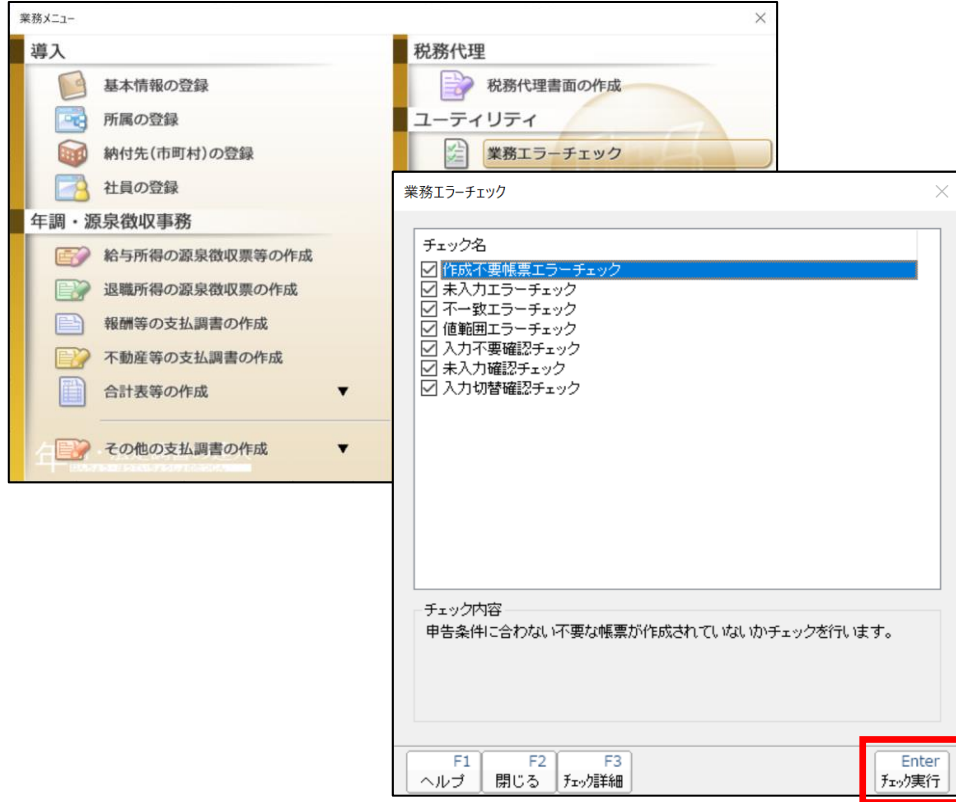 業務メニュー
導入
基本情報の登録
所属の登録
納付先(市町村)の登録
社員の登録
年調・源泉徴収事務
給与所得の源泉徴収票等の作成
退職所得の源泉徴収票の作成
報酬等の支払調書の作成
不動産等の支払調書の作成
合計表等の作成 ▼
その他の支払調書の作成 ▼
税務代理
税務代理書面の作成
ユーティリティ
業務エラーチェック
業務エラーチェック
チェック名
作成不要帳票エラーチェック
未入力エラーチェック
不一致エラーチェック
値範囲エラーチェック
入力不要確認チェック
未入力確認チェック
入力切替確認チェック
チェック内容
申告条件に合わない不要な帳票が作成されていないかチェックを行います。
F1
ヘルプ
F2
閉じる
F3
チェック詳細
Enter
チェック実行